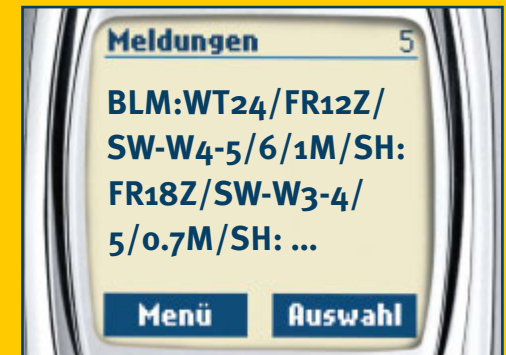 Meldungen 5
BLM:WT24/FR12Z/
SW-W4-5/6/1M/SH:
FR18Z/SW-W3-4/
5/0.7M/SH: ...
Menü Auswahl